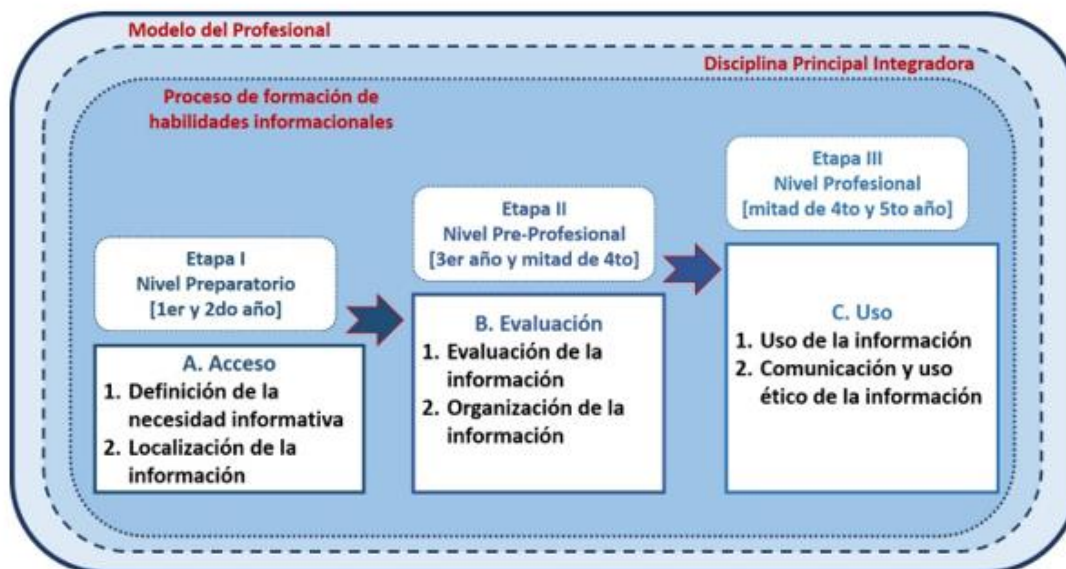 Modelo del Profesional
Disciplina Principal Integradora
Proceso de formación de
habilidades informacionales
Etapa I
Nivel Preparatorio
[1er y 2do año]
A. Acceso
1. Definición de la
necesidad informativa
2. Localización de la
información
Etapa II
Nivel Pre-Profesional
[3er año y mitad de 4to]
B. Evaluación
1. Evaluación de la
información
2. Organización de la
información
Etapa III
Nivel Profesional
[mitad de 4to y 5to año]
C. Uso
1. Uso de la información
2. Comunicación y uso
ético de la información